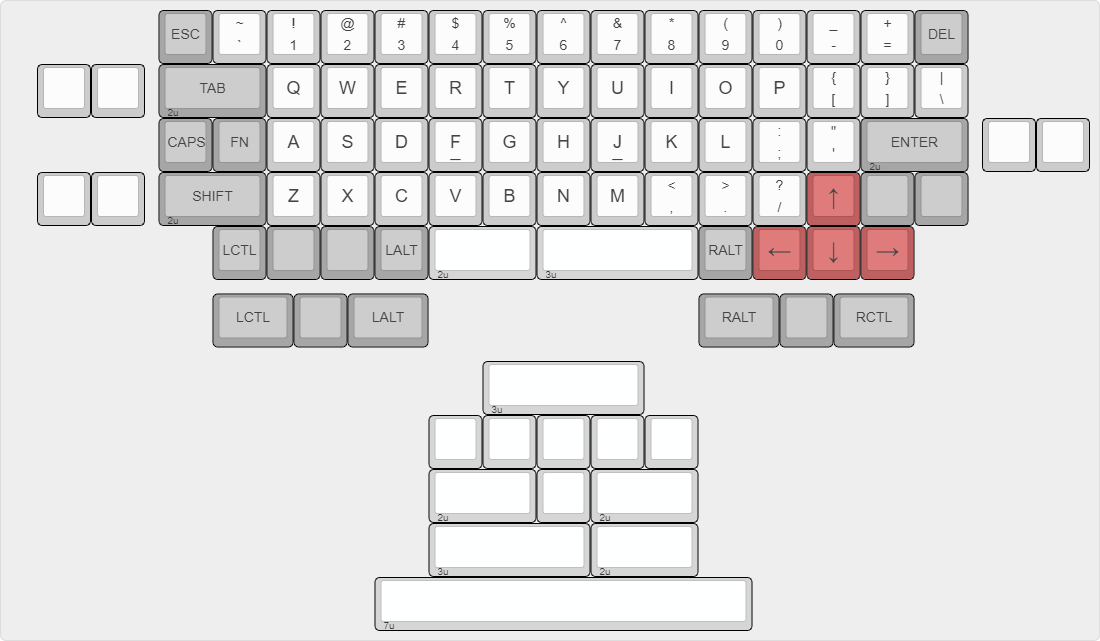 ESC ~ ! @ # $ % ^ & * ( ) _ + DEL
` 1 2 3 4 5 6 7 8 9 0 - =
TAB Q W E R T Y U I O P { } |
[ ] \
2u
CAPS FN A S D F G H J K L : " ENTER
; '
2u
SHIFT Z X C V B N M < > ? ↑
, . /
2u
LCTL LALT RALT ← ↓ →
2u 3u
LCTL LALT RALT RCTL
3u
2u 2u
3u 2u
7u